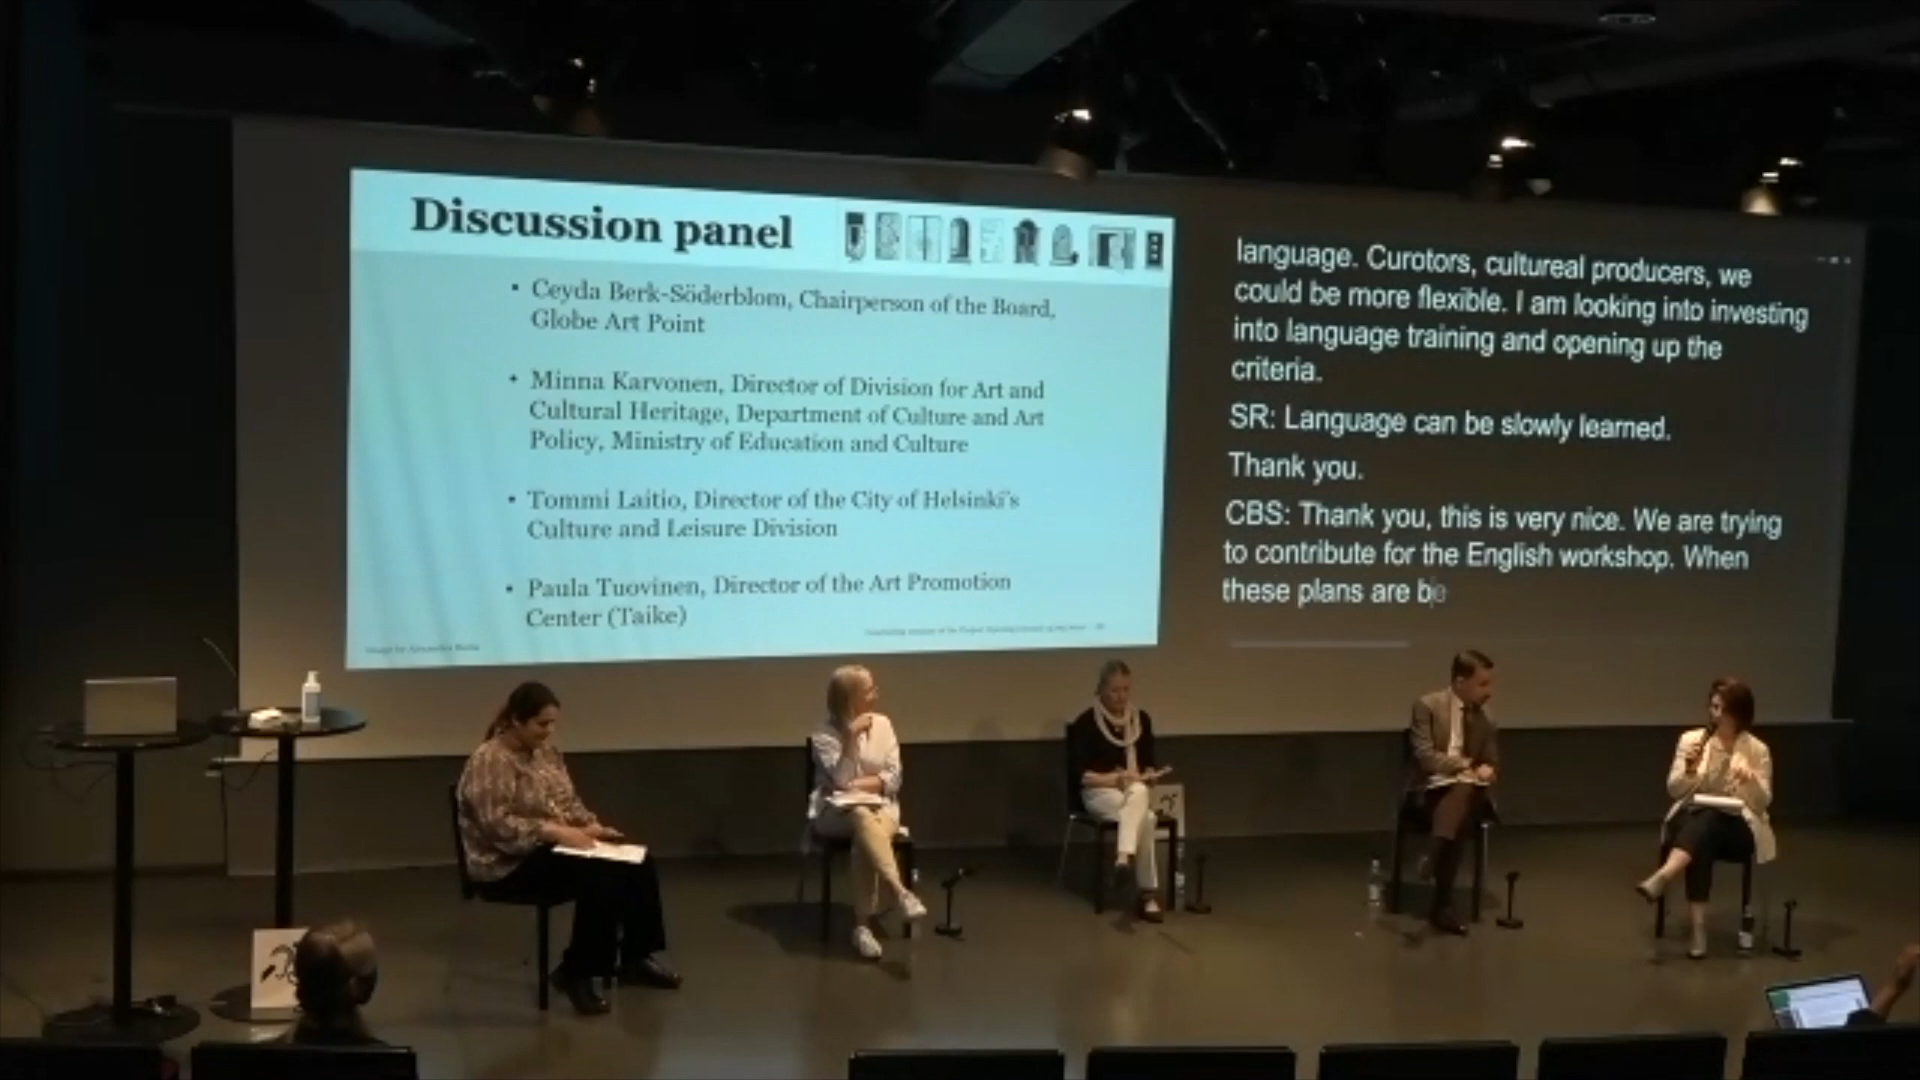 Discussion panel
• Ceyda Berk-Söderblom, Chairperson of the Board,
Globe Art Point
• Minna Karvonen, Director of Division for Art and
Cultural Heritage, Department of Culture and Art
Policy, Ministry of Education and Culture
• Tommi Laitio, Director of the City of Helsinki's
Culture and Leisure Division
• Paula Tuovinen, Director of the Art Promotion
Center (Taike)
language. Curotors, cultureal producers, we
could be more flexible. I am looking into investing
into language training and opening up the
criteria.
SR: Language can be slowly learned.
Thank you.
CBS: Thank you, this is very nice. We are trying
to contribute for the English workshop. When
these plans are be